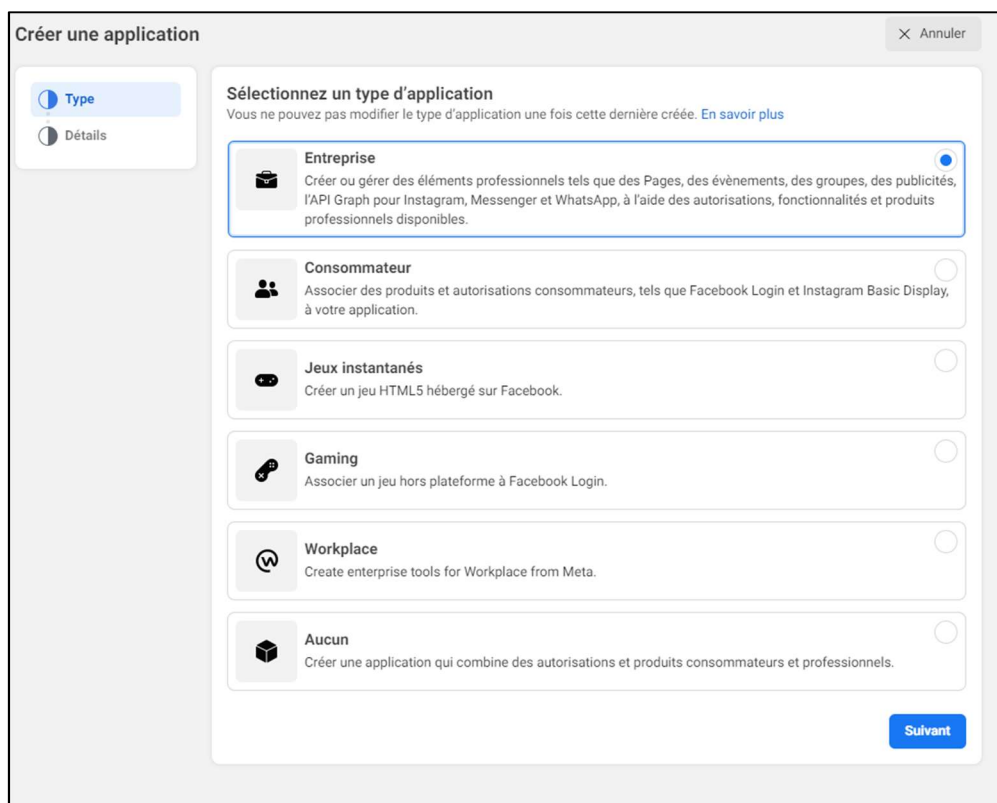 Créer une application
Annuler
Type
Détails
Sélectionnez un type d'application
Vous ne pouvez pas modifier le type d'application une fois cette dernière créée. En savoir plus
Entreprise
Créer ou gérer des éléments professionnels tels que des Pages, des évènements, des groupes, des publicités,
l'API Graph pour Instagram, Messenger et WhatsApp, à l'aide des autorisations, fonctionnalités et produits
professionnels disponibles.
Consommateur
Associer des produits et autorisations consommateurs, tels que Facebook Login et Instagram Basic Display,
à votre application.
Jeux instantanés
Créer un jeu HTML5 hébergé sur Facebook.
Gaming
Associer un jeu hors plateforme à Facebook Login.
Workplace
Create enterprise tools for Workplace from Meta.
Aucun
Créer une application qui combine des autorisations et produits consommateurs et professionnels.
Suivant